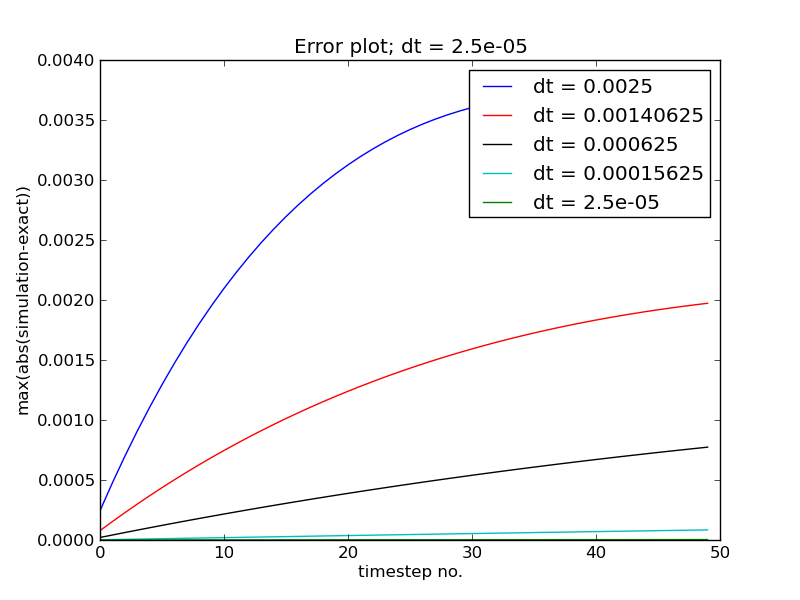 Error plot; dt = 2.5e-05
max(abs(simulation-exact))
0.0040
0.0035
0.0030
0.0025
0.0020
0.0015
0.0010
0.0005
0.0000
dt = 0.0025
dt = 0.00140625
dt = 0.000625
dt = 0.00015625
dt = 2.5e-05
0 10 20 30 40 50
timestep no.